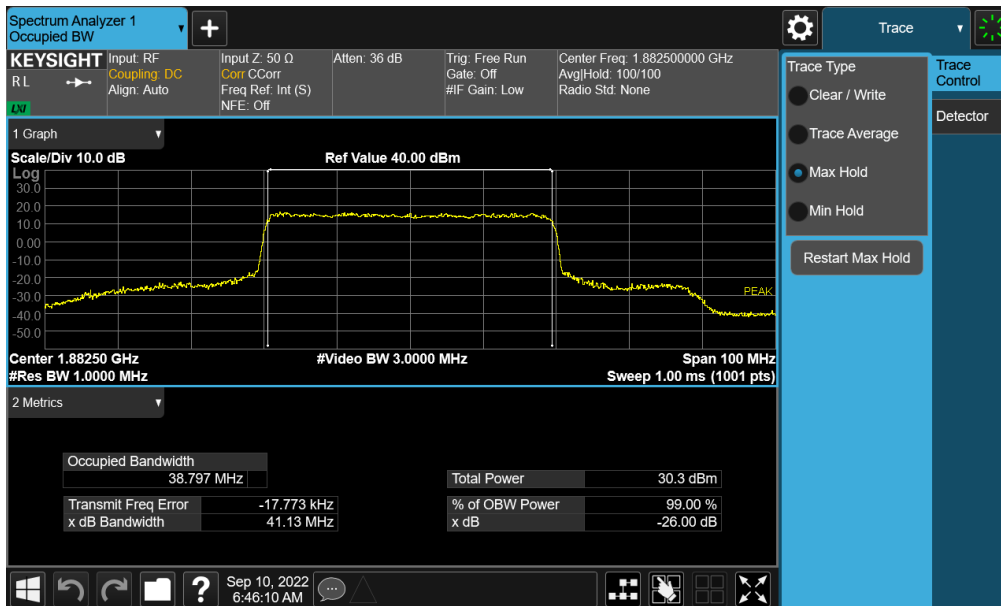 Spectrum Analyzer 1
Occupied BW
+
Trace
KEYSIGHT
R L
LXI
Input: RF
Coupling: DC
Align: Auto
Input Z: 50 Ω
Corr CCorr
Freq Ref: Int (S)
NFE: Off
Atten: 36 dB
Trig: Free Run
Gate: Off
#IF Gain: Low
Center Freq: 1.882500000 GHz
Avg|Hold: 100/100
Radio Std: None
Trace Type
Clear / Write
Trace Average
Max Hold
Min Hold
Restart Max Hold
Trace
Control
Detector
1 Graph
Scale/Div 10.0 dB
Ref Value 40.00 dBm
Log
30.0
20.0
10.0
0.00
-10.0
-20.0
-30.0
-40.0
-50.0
PEAK
Center 1.88250 GHz
#Video BW 3.0000 MHz
Span 100 MHz
#Res BW 1.0000 MHz
Sweep 1.00 ms (1001 pts)
2 Metrics
Occupied Bandwidth
38.797 MHz
Total Power 30.3 dBm
Transmit Freq Error -17.773 kHz
% of OBW Power 99.00 %
x dB Bandwidth 41.13 MHz
x dB -26.00 dB
?
Sep 10, 2022
6:46:10 AM